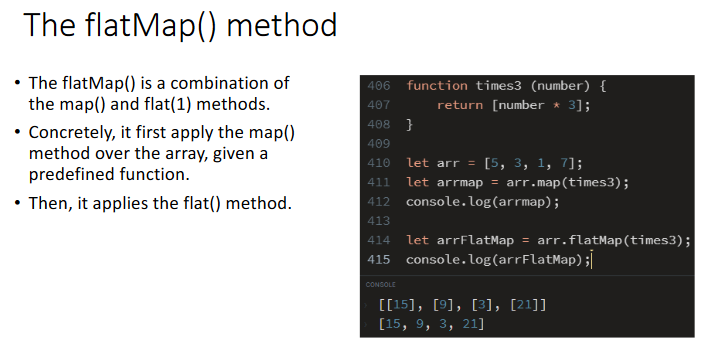 The flatMap() method
• The flatMap() is a combination of
the map() and flat(1) methods.
• Concretely, it first apply the map()
method over the array, given a
predefined function.
• Then, it applies the flat() method.
406 function times3 (number) {
407     return [number * 3];
408 }
409
410 let arr = [5, 3, 1, 7];
411 let arrmap = arr.map(times3);
412 console.log(arrmap);
413
414 let arrFlatMap = arr.flatMap(times3);
415 console.log(arrFlatMap);
CONSOLE
[[15], [9], [3], [21]]
[15, 9, 3, 21]